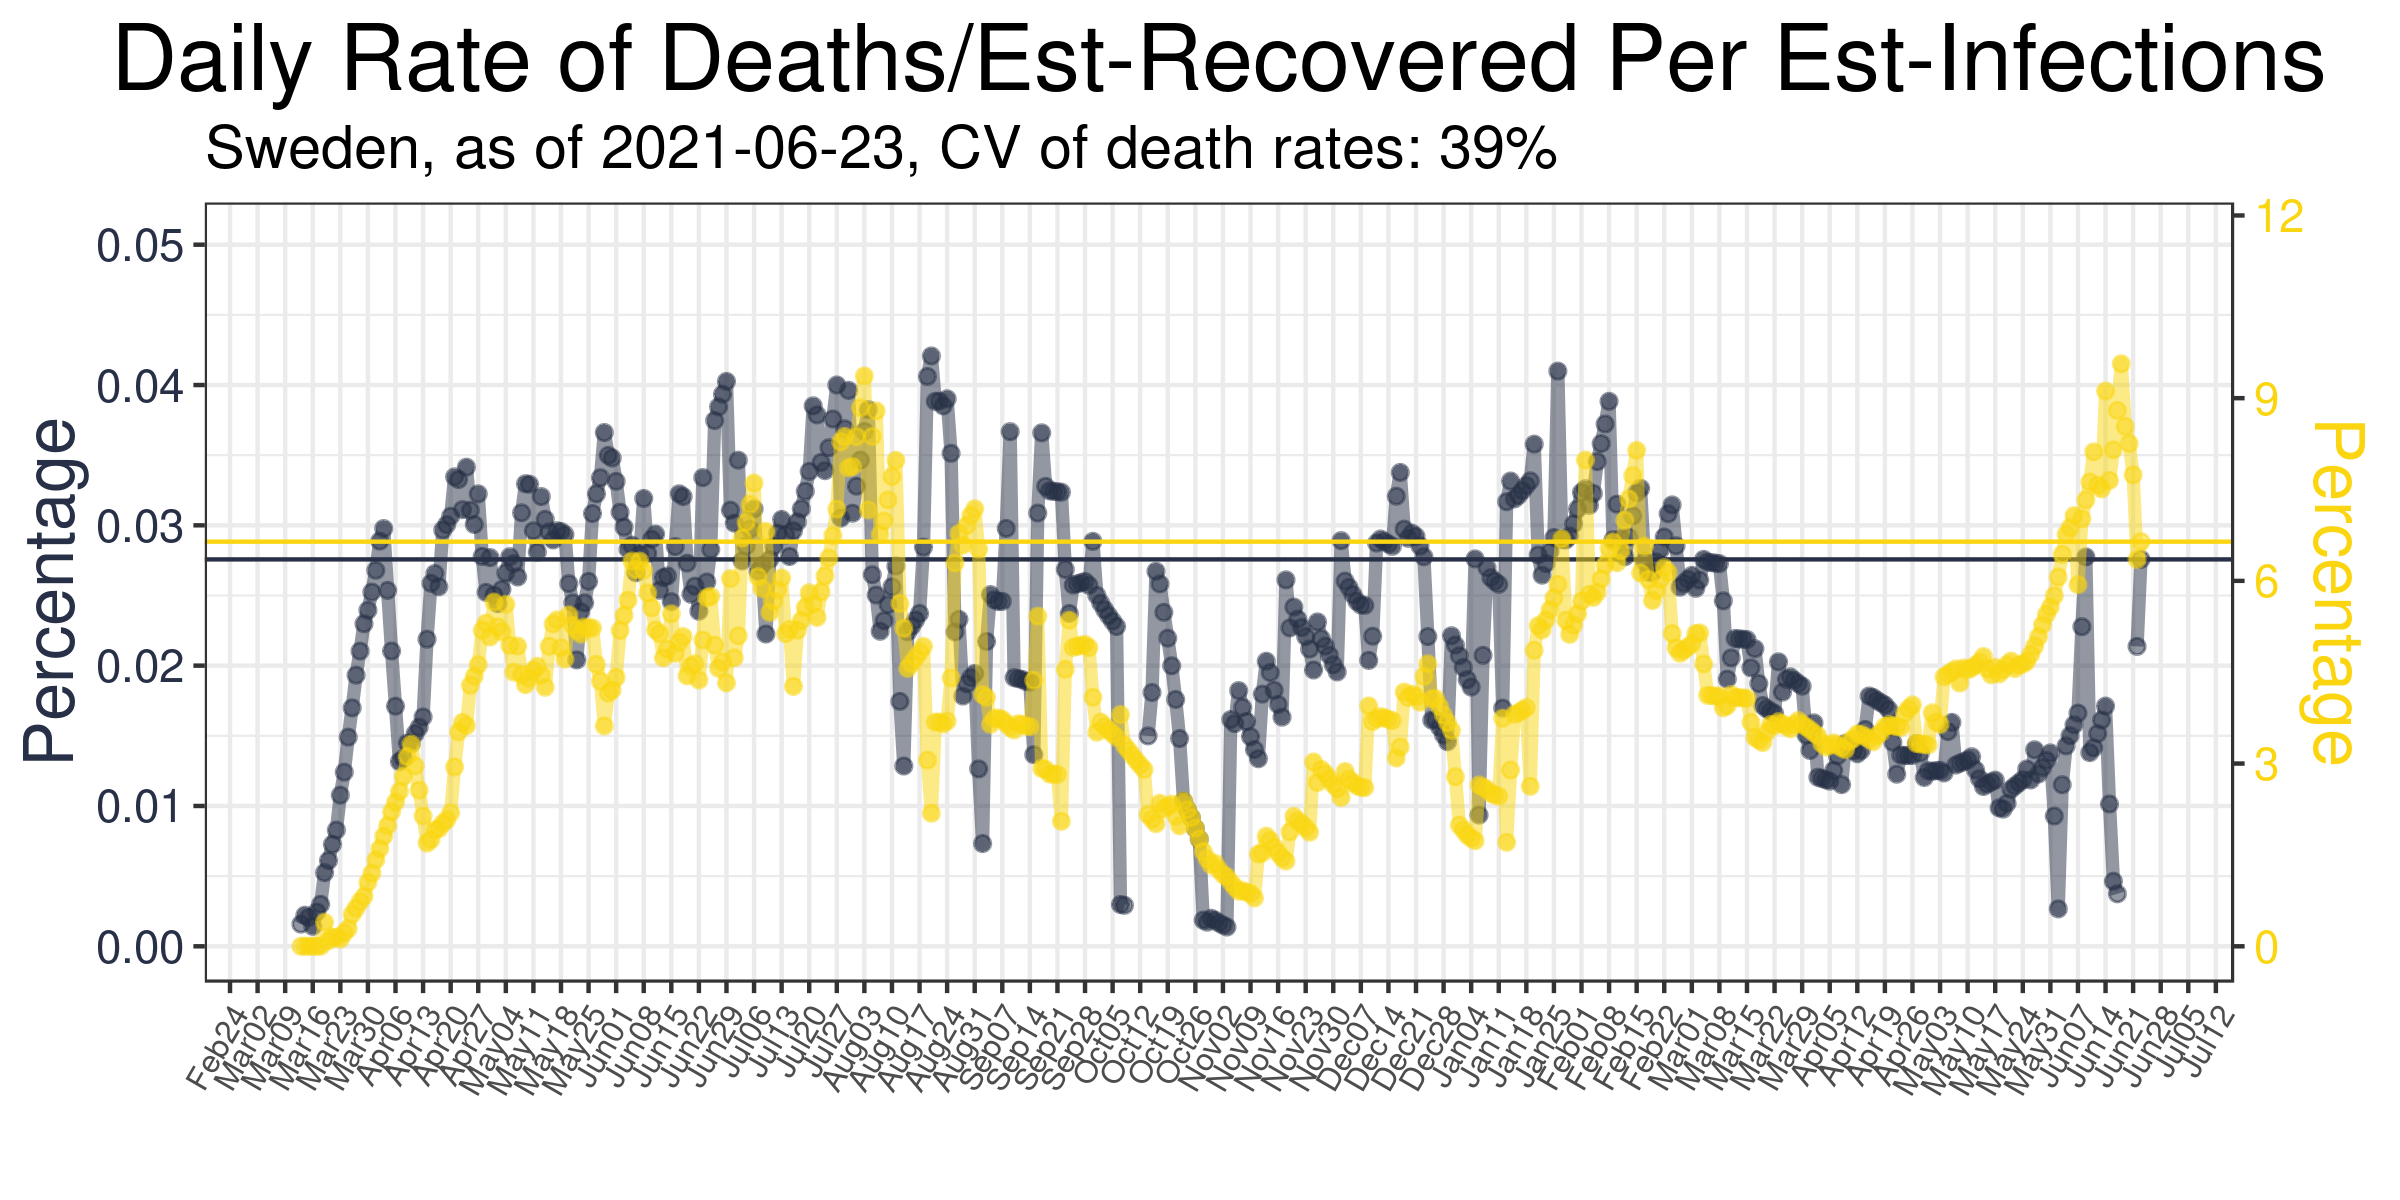 Daily Rate of Deaths/Est-Recovered Per Est-Infections
Sweden, as of 2021-06-23, CV of death rates: 39%
Percentage
0.05
0.04
0.03
0.02
0.01
0.00
12
9
6
3
0
Percentage
Feb24
Mar02
Mar09
Mar16
Mar23
Mar30
Apr06
Apr13
Apr20
Apr27
May04
May11
May18
May25
Jun01
Jun08
Jun15
Jun22
Jun29
Jul06
Jul13
Jul20
Jul27
Aug03
Aug10
Aug17
Aug24
Aug31
Sep07
Sep14
Sep21
Sep28
Oct05
Oct12
Oct19
Oct26
Nov02
Nov09
Nov16
Nov23
Nov30
Dec07
Dec14
Dec21
Dec28
Jan04
Jan11
Jan18
Jan25
Feb01
Feb08
Feb15
Feb22
Mar01
Mar08
Mar15
Mar22
Mar29
Apr05
Apr12
Apr19
Apr26
May03
May10
May17
May24
May31
Jun07
Jun14
Jun21
Jun28
Jul05
Jul12